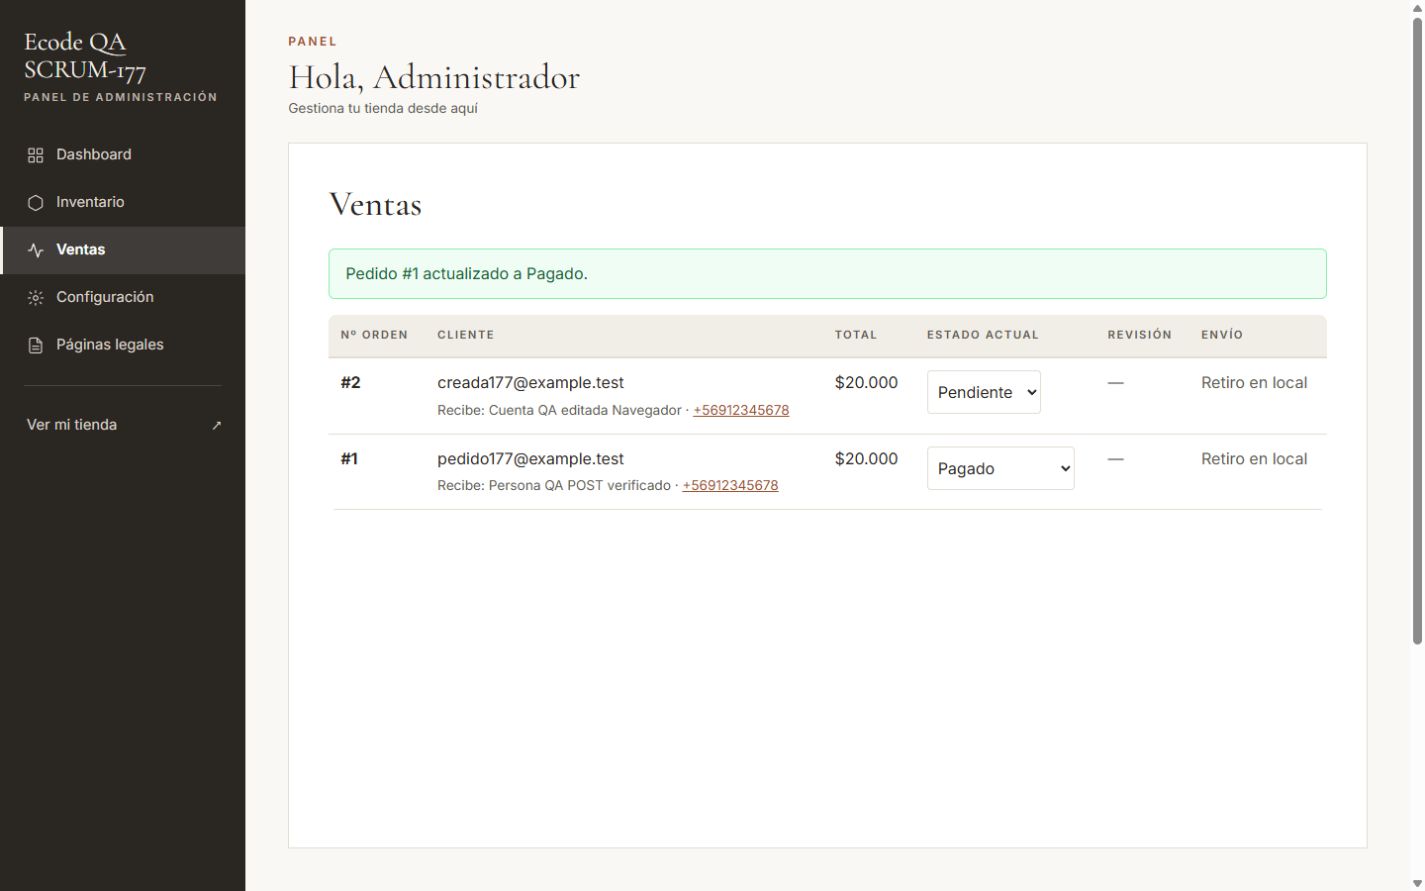 Ecode QA
SCRUM-177
PANEL DE ADMINISTRACIÓN
Dashboard
Inventario
Ventas
Configuración
Páginas legales
Ver mi tienda ↗
PANEL
Hola, Administrador
Gestiona tu tienda desde aquí
Ventas
Pedido #1 actualizado a Pagado.
Nº ORDEN CLIENTE TOTAL ESTADO ACTUAL REVISIÓN ENVÍO
#2 creada177@example.test $20.000 Pendiente — Retiro en local
Recibe: Cuenta QA editada Navegador · +56912345678
#1 pedido177@example.test $20.000 Pagado — Retiro en local
Recibe: Persona QA POST verificado · +56912345678